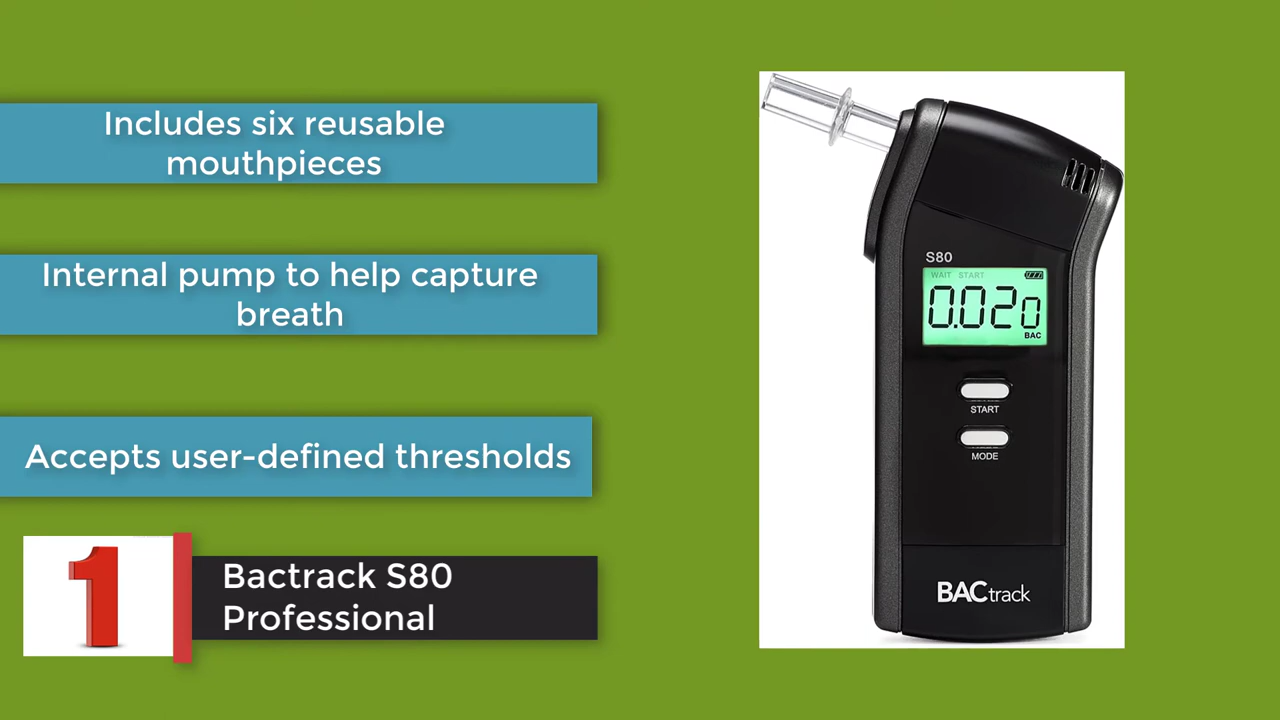 Includes six reusable
mouthpieces
Internal pump to help capture
breath
Accepts user-defined thresholds
1
Bactrack S80
Professional
S80
WAIT START
0.020
BAC
START
MODE
BACtrack